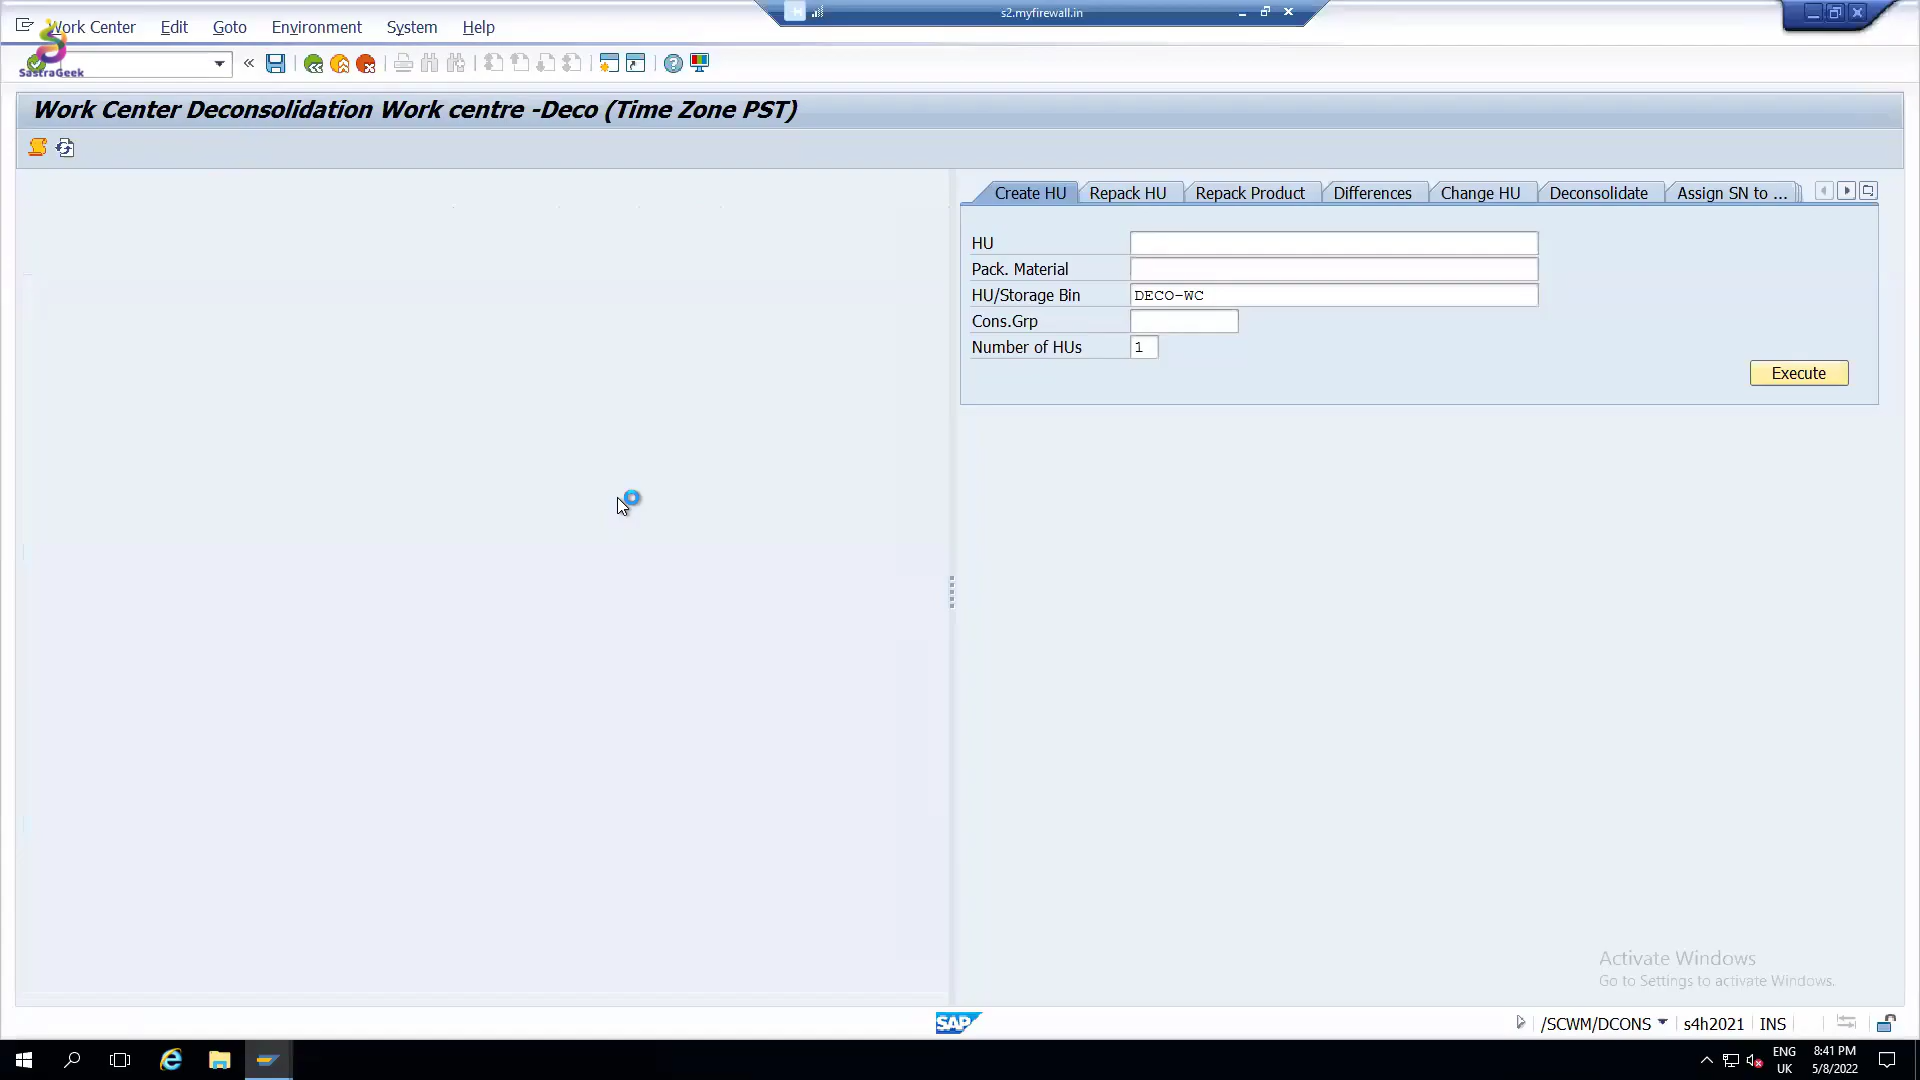 s2.myfirewall.in
Work Center Edit Goto Environment System Help
SastraGeek
Work Center Deconsolidation Work centre -Deco (Time Zone PST)
Create HU Repack HU Repack Product Differences Change HU Deconsolidate Assign SN to ...
HU
Pack. Material
HU/Storage Bin DECO-WC
Cons.Grp
Number of HUs 1
Execute
Activate Windows
Go to Settings to activate Windows.
SAP /SCWM/DCONS s4h2021 INS
ENG 8:41 PM
UK 5/8/2022